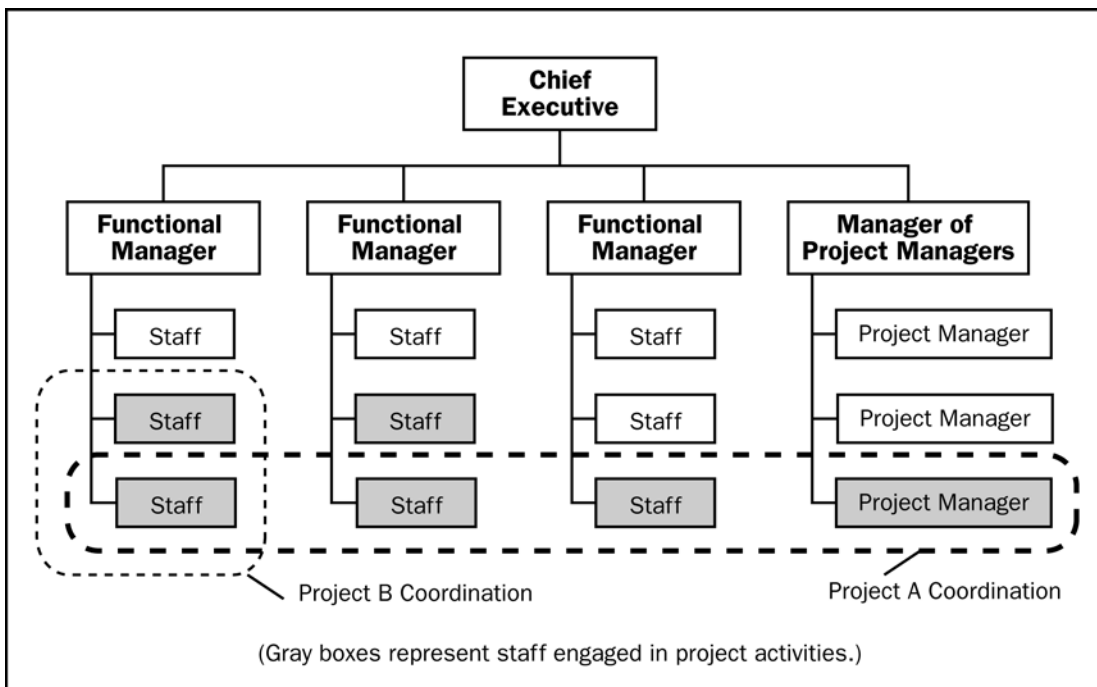 Chief
Executive
Functional
Manager
Functional
Manager
Functional
Manager
Manager of
Project Managers
Staff
Staff
Staff
Project Manager
Staff
Staff
Staff
Project Manager
Staff
Staff
Staff
Project Manager
Project B Coordination
Project A Coordination
(Gray boxes represent staff engaged in project activities.)